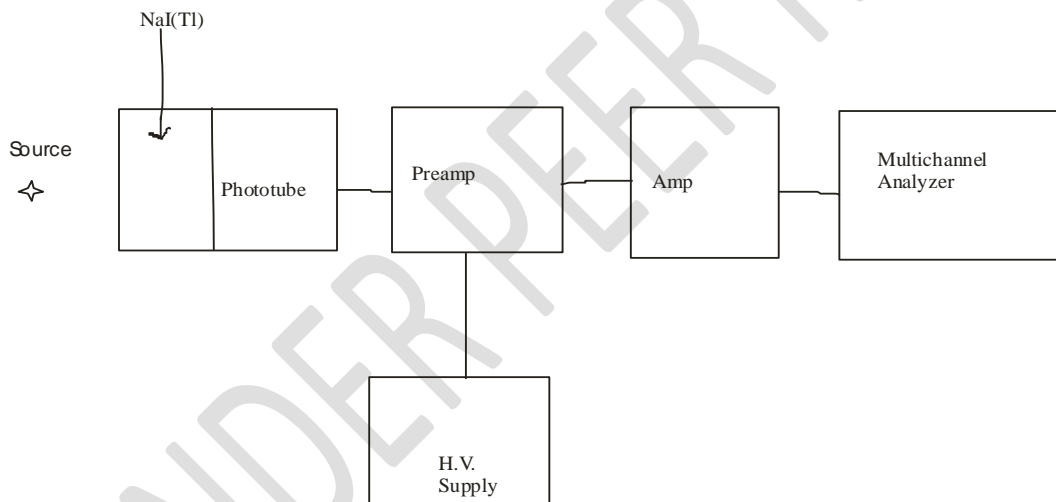 NaI(Tl)
Source
Phototube
Preamp
Amp
Multichannel
Analyzer
H.V.
Supply